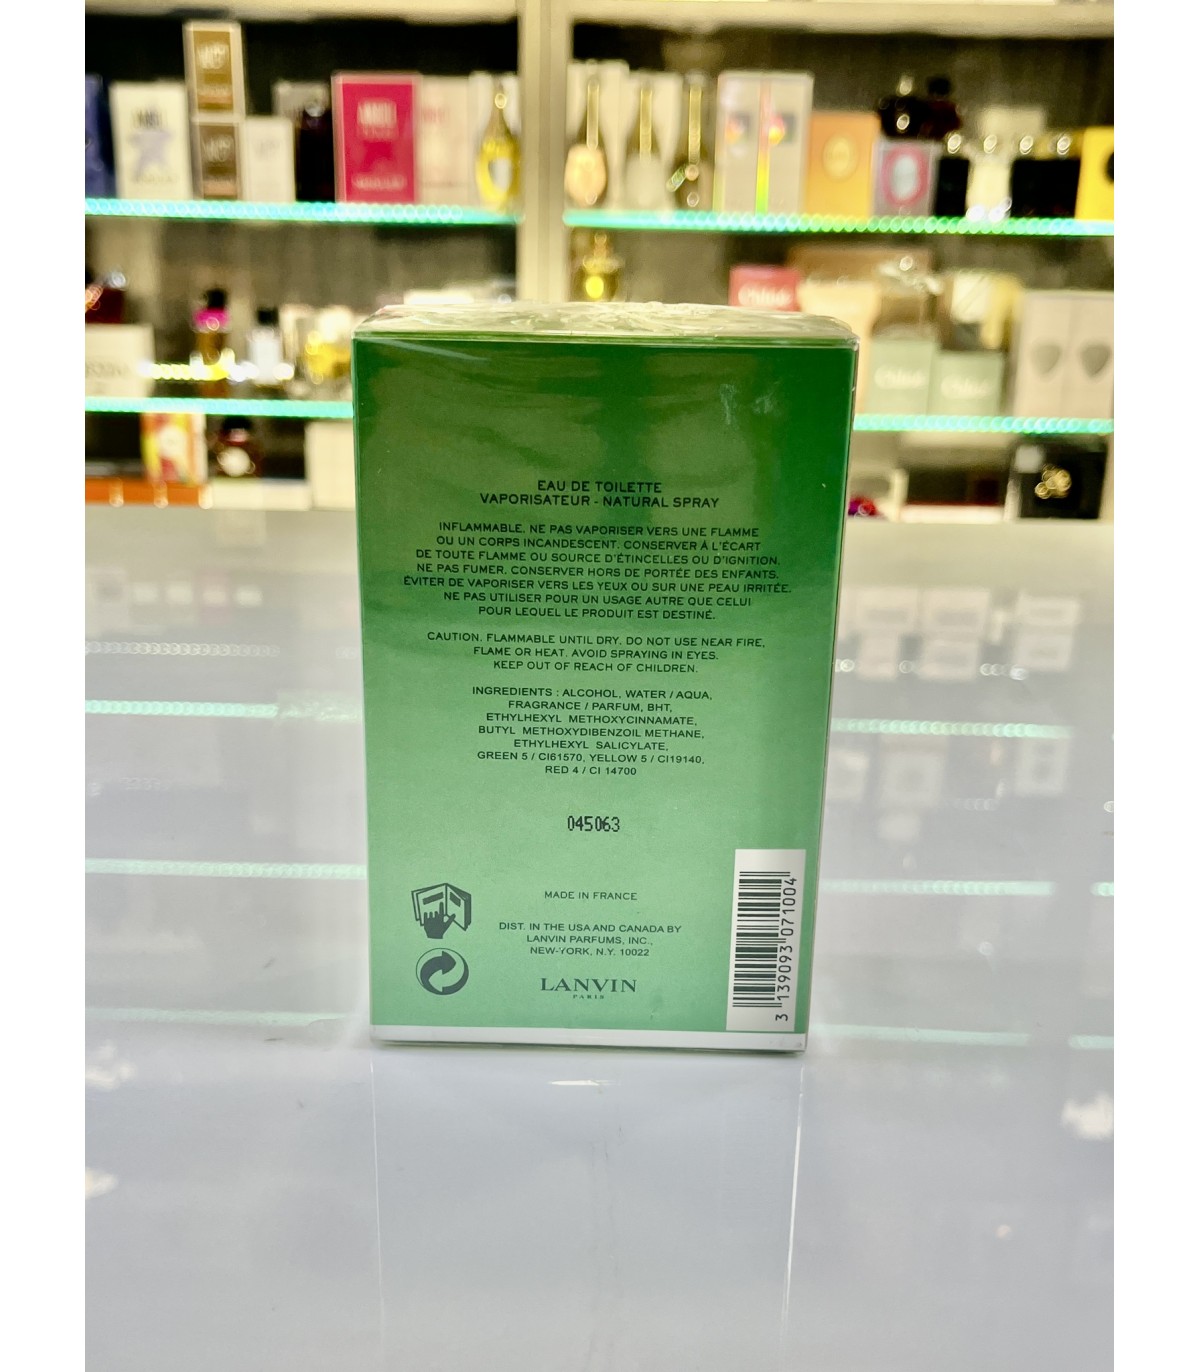 EAU DE TOILETTE
VAPORISATEUR - NATURAL SPRAY
INFLAMMABLE. NE PAS VAPORISER VERS UNE FLAMME
OU UN CORPS INCANDESCENT. CONSERVER À L'ÉCART
DE TOUTE FLAMME OU SOURCE D'ÉTINCELLES OU D'IGNITION.
NE PAS FUMER. CONSERVER HORS DE PORTÉE DES ENFANTS.
ÉVITER DE VAPORISER VERS LES YEUX OU SUR UNE PEAU IRRITÉE.
NE PAS UTILISER POUR UN USAGE AUTRE QUE CELUI
POUR LEQUEL LE PRODUIT EST DESTINÉ.
CAUTION. FLAMMABLE UNTIL DRY. DO NOT USE NEAR FIRE,
FLAME OR HEAT. AVOID SPRAYING IN EYES.
KEEP OUT OF REACH OF CHILDREN.
INGREDIENTS : ALCOHOL, WATER / AQUA,
FRAGRANCE / PARFUM, BHT,
ETHYLHEXYL METHOXYCINNAMATE,
BUTYL METHOXYDIBENZOIL METHANE,
ETHYLHEXYL SALICYLATE,
GREEN 5 / CI61570, YELLOW 5 / CI19140,
RED 4 / CI 14700
045063
MADE IN FRANCE
DIST. IN THE USA AND CANADA BY
LANVIN PARFUMS, INC.,
NEW-YORK, N.Y. 10022
LANVIN
PARIS
3 139093 071004
Chloé
Chloé
Chloé